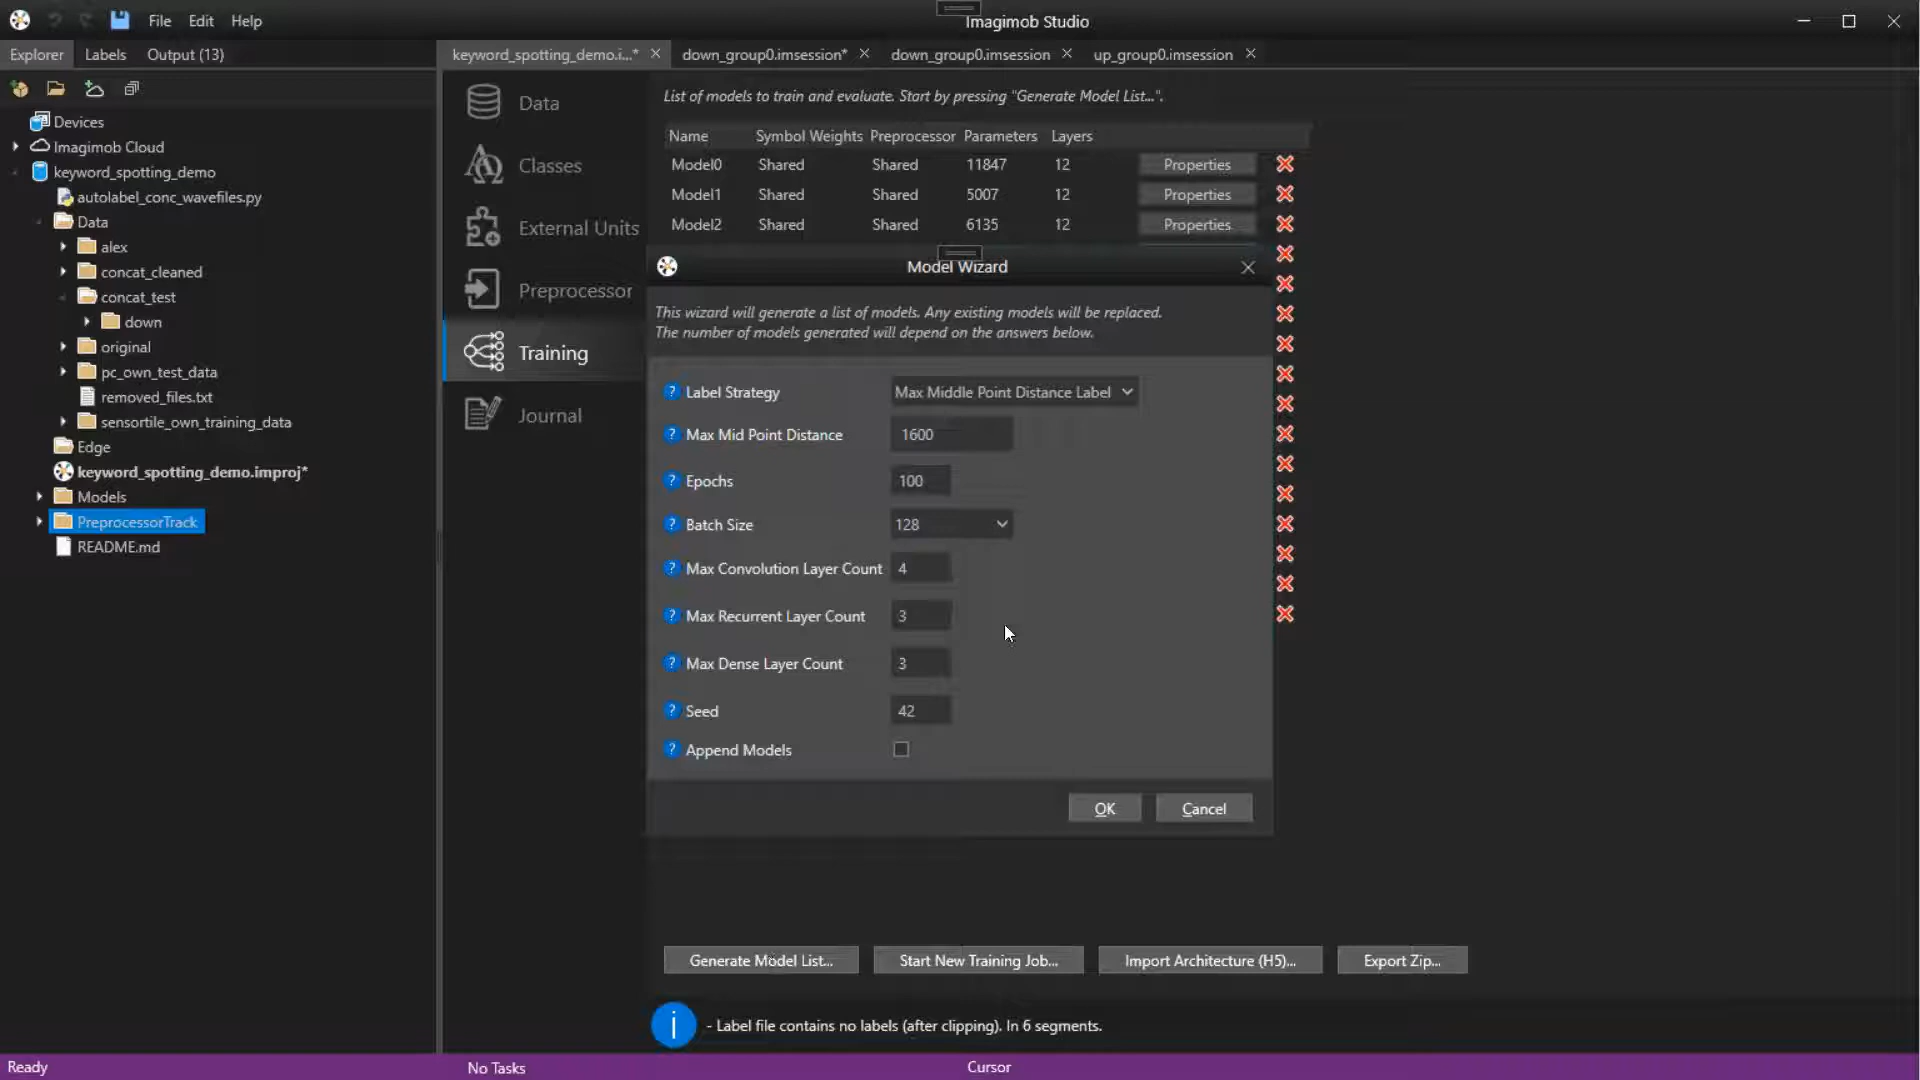 File Edit Help
Imagimob Studio
Explorer Labels Output (13)
keyword_spotting_demo.i...* down_group0.imsession* down_group0.imsession up_group0.imsession
Devices
Imagimob Cloud
keyword_spotting_demo
autolabel_conc_wavefiles.py
Data
alex
concat_cleaned
concat_test
down
original
pc_own_test_data
removed_files.txt
sensortile_own_training_data
Edge
keyword_spotting_demo.improj*
Models
PreprocessorTrack
README.md
Data
Classes
External Units
Preprocessor
Training
Journal
List of models to train and evaluate. Start by pressing "Generate Model List...".
Name Symbol Weights Preprocessor Parameters Layers
Model0 Shared Shared 11847 12 Properties
Model1 Shared Shared 5007 12 Properties
Model2 Shared Shared 6135 12 Properties
Model Wizard
This wizard will generate a list of models. Any existing models will be replaced.
The number of models generated will depend on the answers below.
? Label Strategy Max Middle Point Distance Label
? Max Mid Point Distance 1600
? Epochs 100
? Batch Size 128
? Max Convolution Layer Count 4
? Max Recurrent Layer Count 3
? Max Dense Layer Count 3
? Seed 42
? Append Models
OK Cancel
Generate Model List... Start New Training Job... Import Architecture (H5)... Export Zip...
i - Label file contains no labels (after clipping). In 6 segments.
Ready No Tasks Cursor